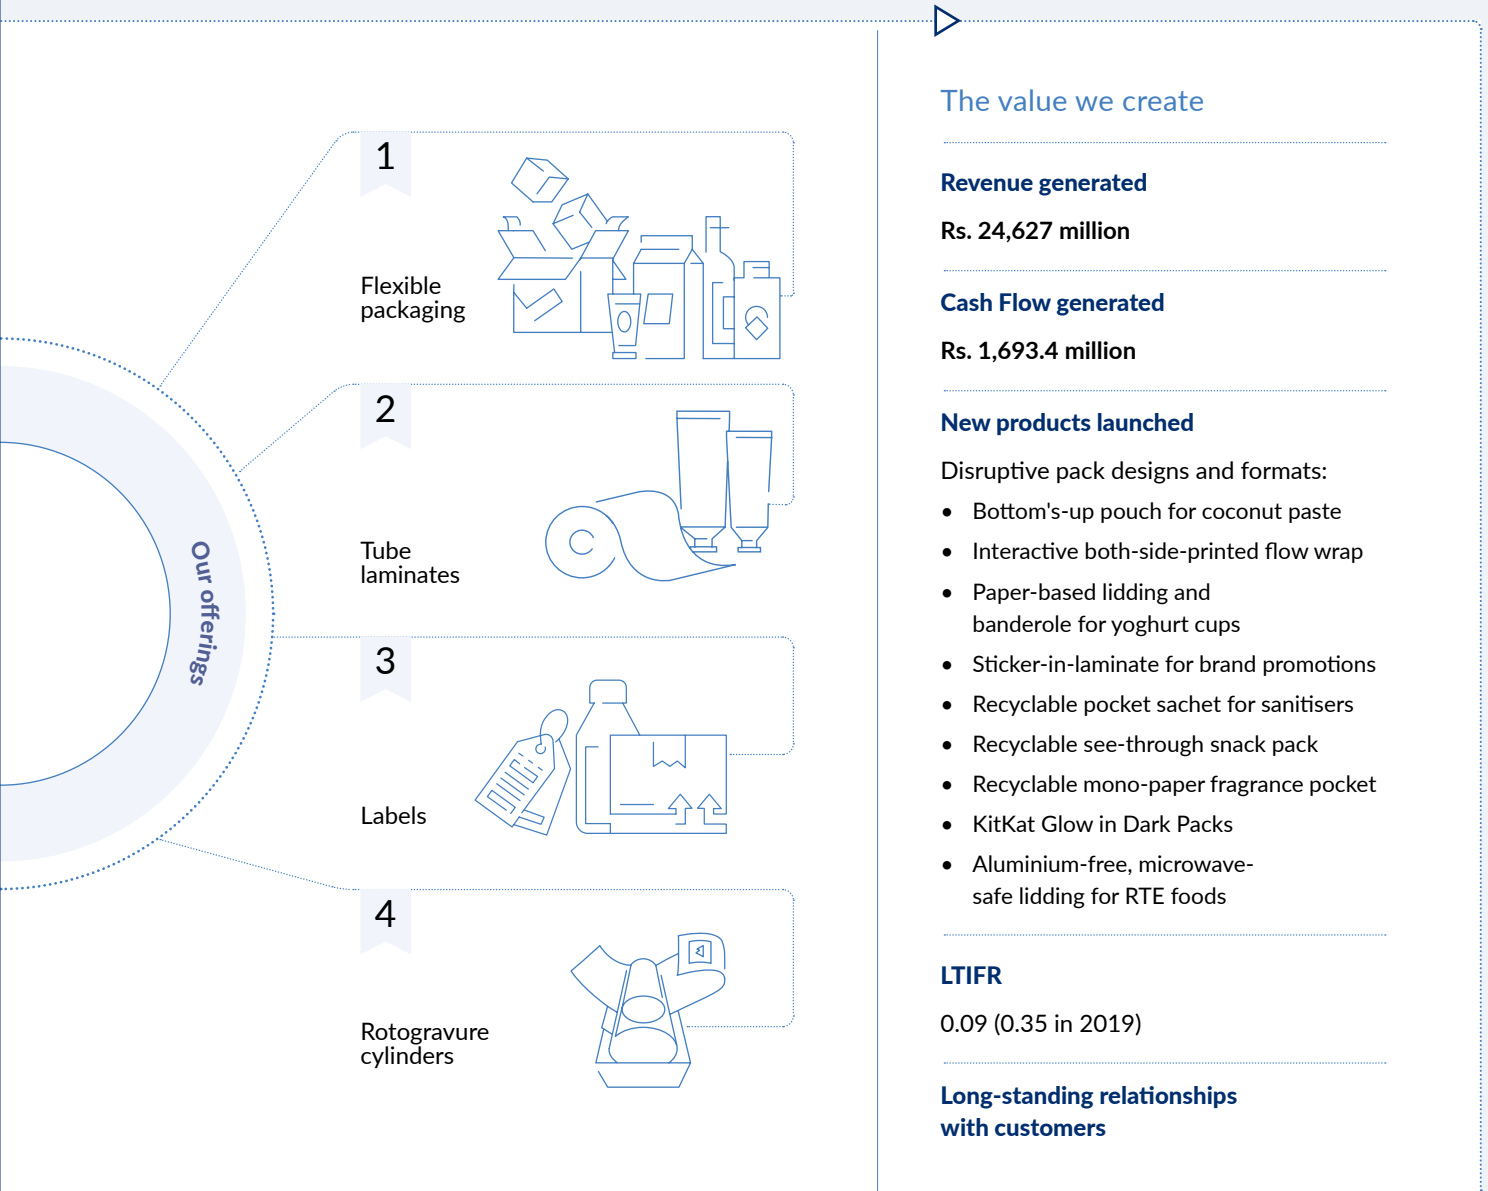 Our offerings
1
Flexible
packaging
2
Tube
laminates
3
Labels
4
Rotogravure
cylinders
The value we create
Revenue generated
Rs. 24,627 million
Cash Flow generated
Rs. 1,693.4 million
New products launched
Disruptive pack designs and formats:
• Bottom's-up pouch for coconut paste
• Interactive both-side-printed flow wrap
• Paper-based lidding and
banderole for yoghurt cups
• Sticker-in-laminate for brand promotions
• Recyclable pocket sachet for sanitisers
• Recyclable see-through snack pack
• Recyclable mono-paper fragrance pocket
• KitKat Glow in Dark Packs
• Aluminium-free, microwave-
safe lidding for RTE foods
LTIFR
0.09 (0.35 in 2019)
Long-standing relationships
with customers